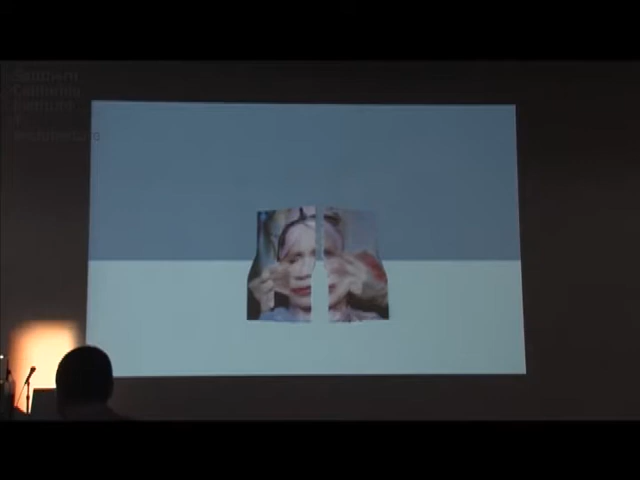 Southern
California
Institute
of
Architecture